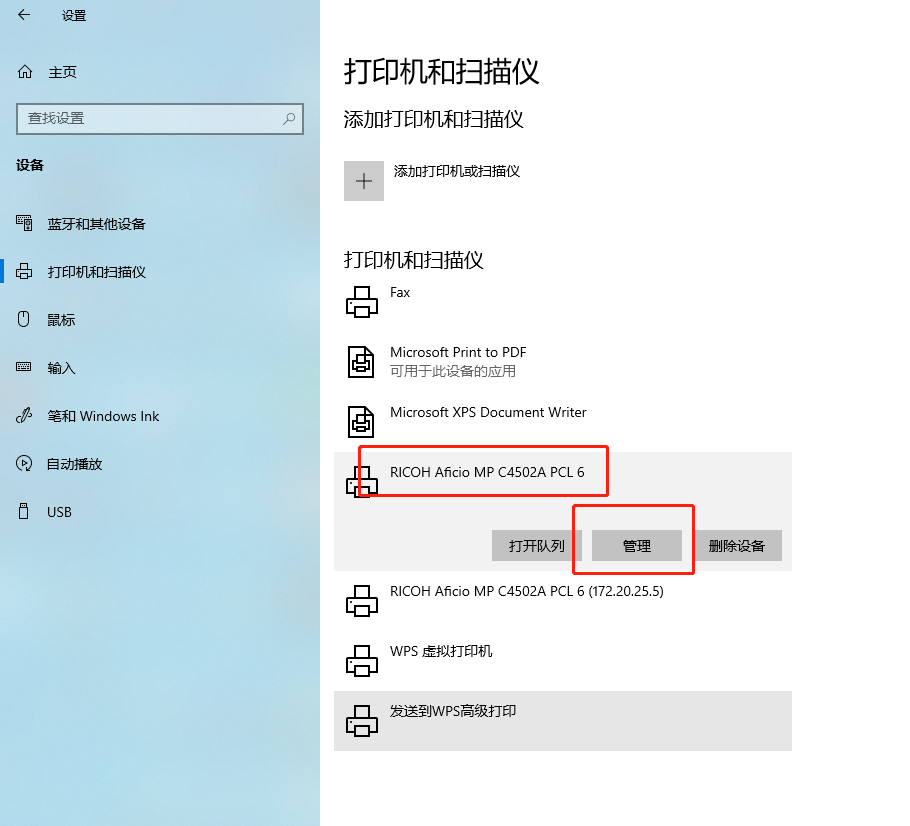 设置
主页
查找设置
设备
蓝牙和其他设备
打印机和扫描仪
鼠标
输入
笔和 Windows Ink
自动播放
USB
打印机和扫描仪
添加打印机和扫描仪
添加打印机或扫描仪
打印机和扫描仪
Fax
Microsoft Print to PDF
可用于此设备的应用
Microsoft XPS Document Writer
RICOH Aficio MP C4502A PCL 6
打开队列 管理 删除设备
RICOH Aficio MP C4502A PCL 6 (172.20.25.5)
WPS 虚拟打印机
发送到WPS高级打印